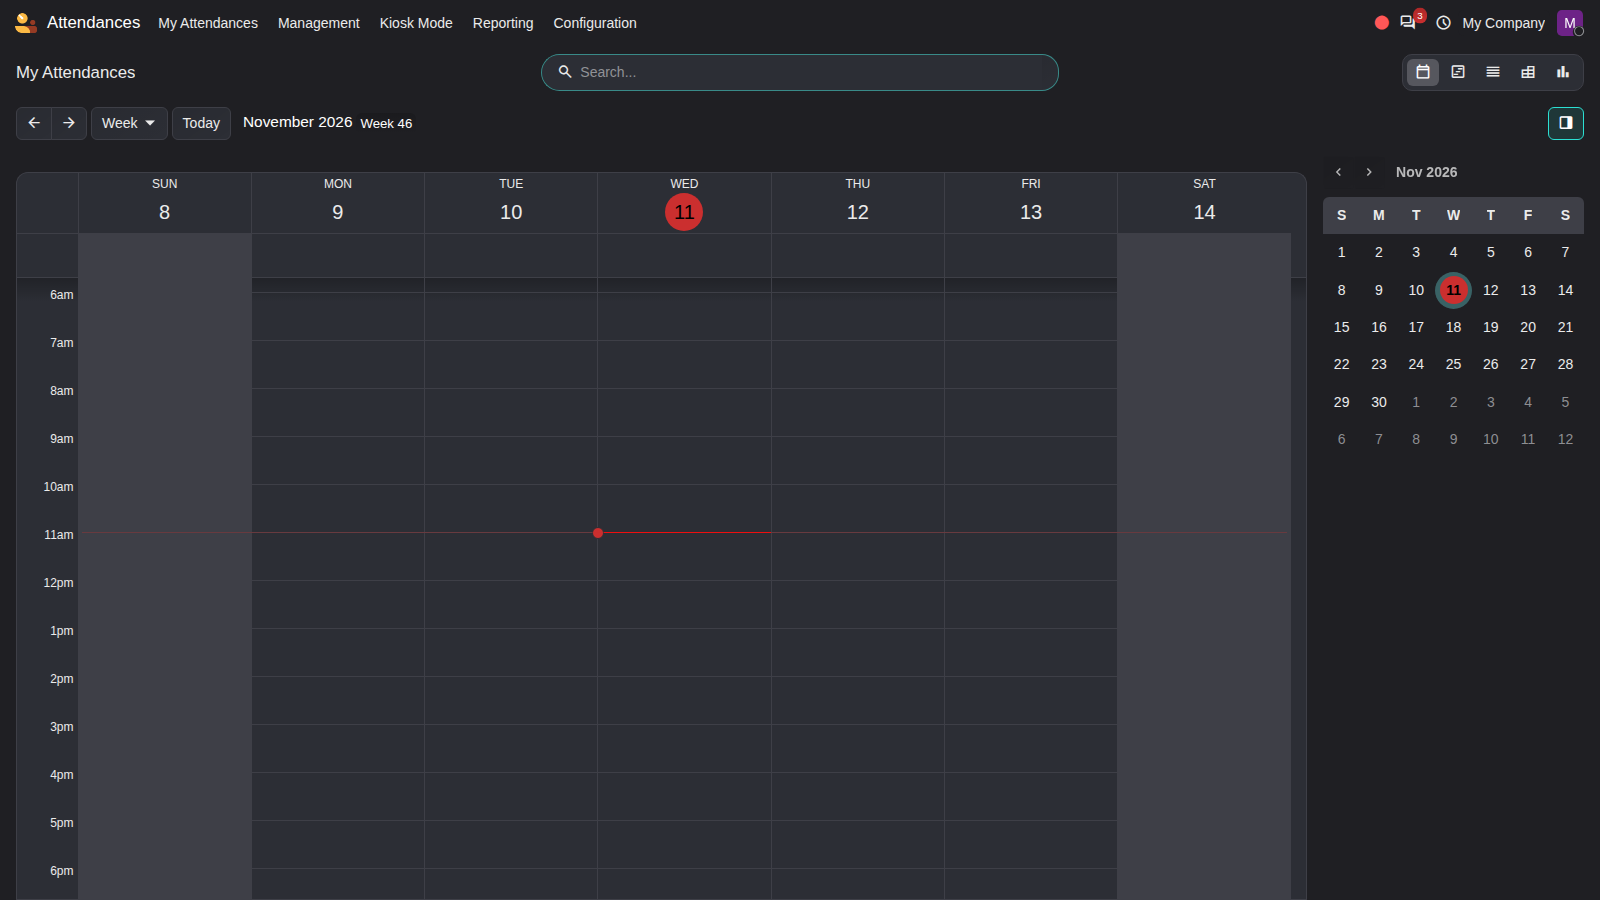 Attendances My Attendances Management Kiosk Mode Reporting Configuration 3 My Company M
My Attendances Search...
Week Today November 2026 Week 46
SUN MON TUE WED THU FRI SAT
8 9 10 11 12 13 14
6am
7am
8am
9am
10am
11am
12pm
1pm
2pm
3pm
4pm
5pm
6pm
Nov 2026
S M T W T F S
1 2 3 4 5 6 7
8 9 10 11 12 13 14
15 16 17 18 19 20 21
22 23 24 25 26 27 28
29 30 1 2 3 4 5
6 7 8 9 10 11 12